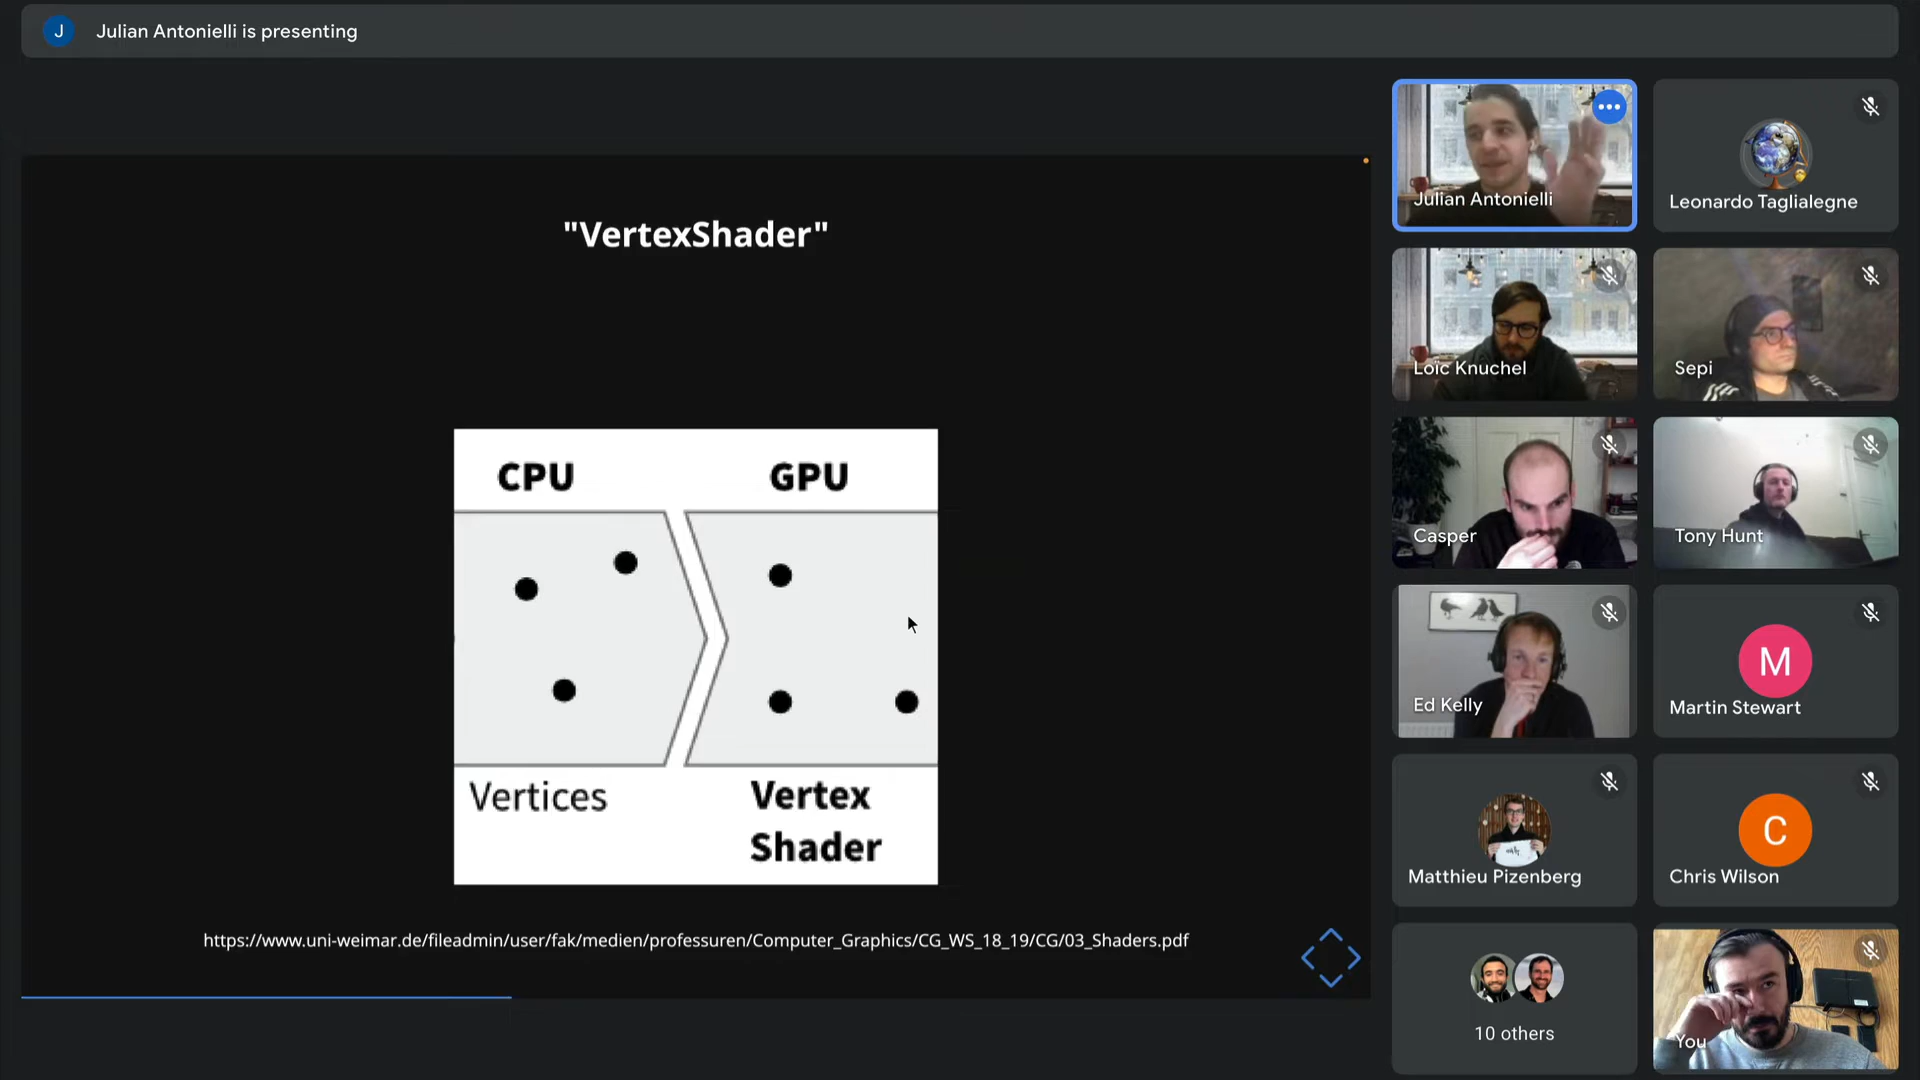 J
Julian Antonielli is presenting
"VertexShader"
CPU
GPU
Vertices
Vertex
Shader
https://www.uni-weimar.de/fileadmin/user/fak/medien/professuren/Computer_Graphics/CG_WS_18_19/CG/03_Shaders.pdf
Julian Antonielli
Leonardo Taglialegne
Loïc Knuchel
Sepi
Casper
Tony Hunt
Ed Kelly
M
Martin Stewart
Matthieu Pizenberg
C
Chris Wilson
10 others
You